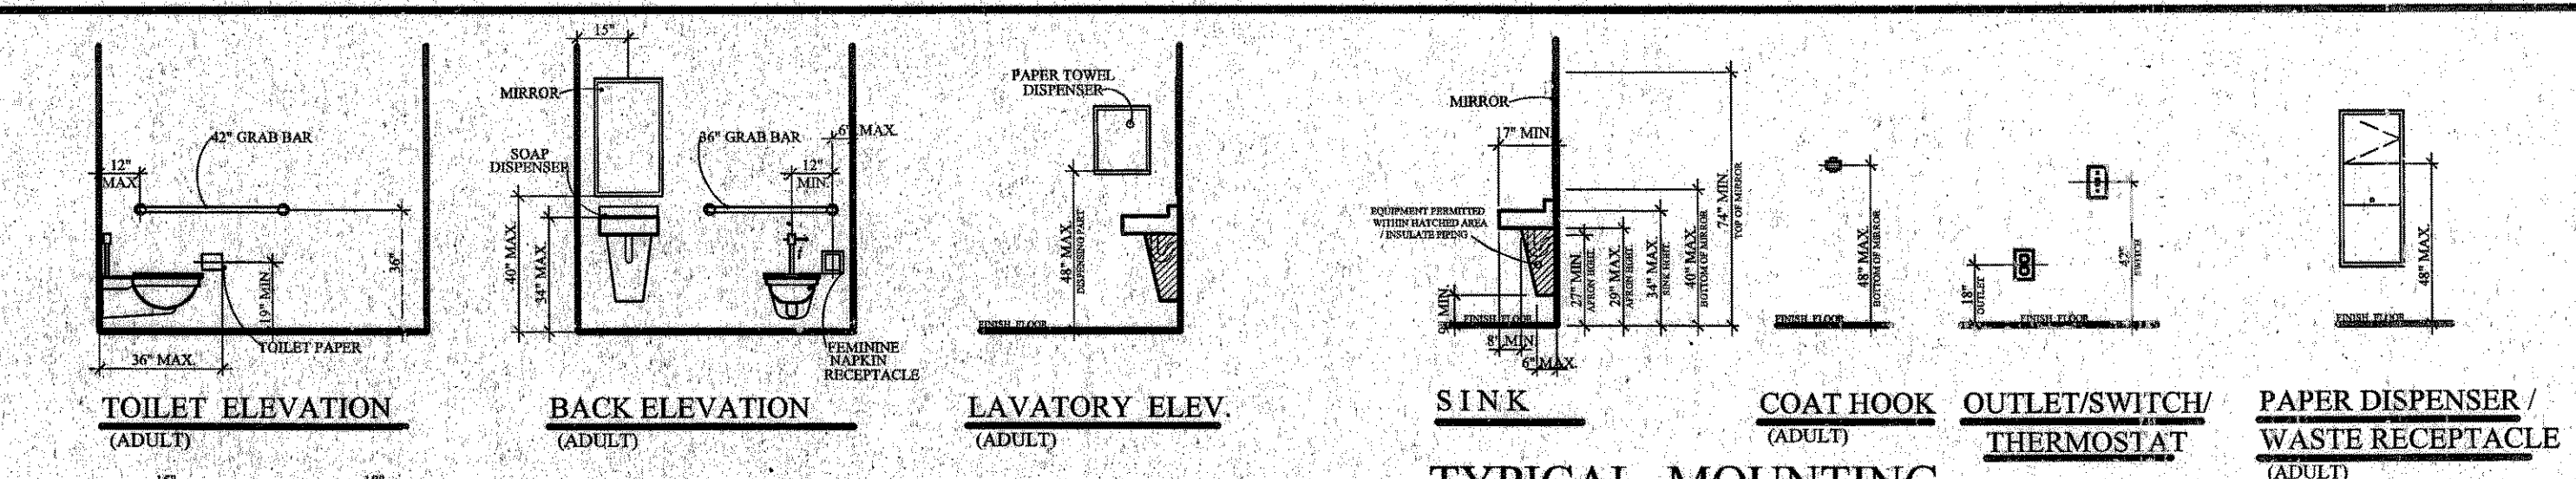 42" GRAB BAR
12"
MAX.
36"
19" MIN.
TOILET PAPER
36" MAX.
TOILET ELEVATION
(ADULT)
15"
MIRROR
SOAP
DISPENSER
36" GRAB BAR
6" MAX.
12"
MIN.
40" MAX.
34" MAX.
FEMININE
NAPKIN
RECEPTACLE
BACK ELEVATION
(ADULT)
PAPER TOWEL
DISPENSER
48" MAX.
DISPENSING PART
FINISH FLOOR
LAVATORY ELEV.
(ADULT)
MIRROR
17" MIN.
EQUIPMENT PERMITTED
WITHIN HATCHED AREA
/ INSULATE PIPING
9" MIN.
FINISH FLOOR
8" MIN.
6" MAX.
27" MIN.
APRON HGHT.
29" MAX.
APRON HGHT.
34" MAX.
SINK HGHT.
40" MAX.
BOTTOM OF MIRROR
74" MIN.
TOP OF MIRROR
SINK
48" MAX.
BOTTOM OF MIRROR
FINISH FLOOR
COAT HOOK
(ADULT)
18"
OUTLET
SWITCH
FINISH FLOOR
OUTLET/SWITCH/
THERMOSTAT
48" MAX.
FINISH FLOOR
PAPER DISPENSER /
WASTE RECEPTACLE
(ADULT)
TYPICAL MOUNTING
15"